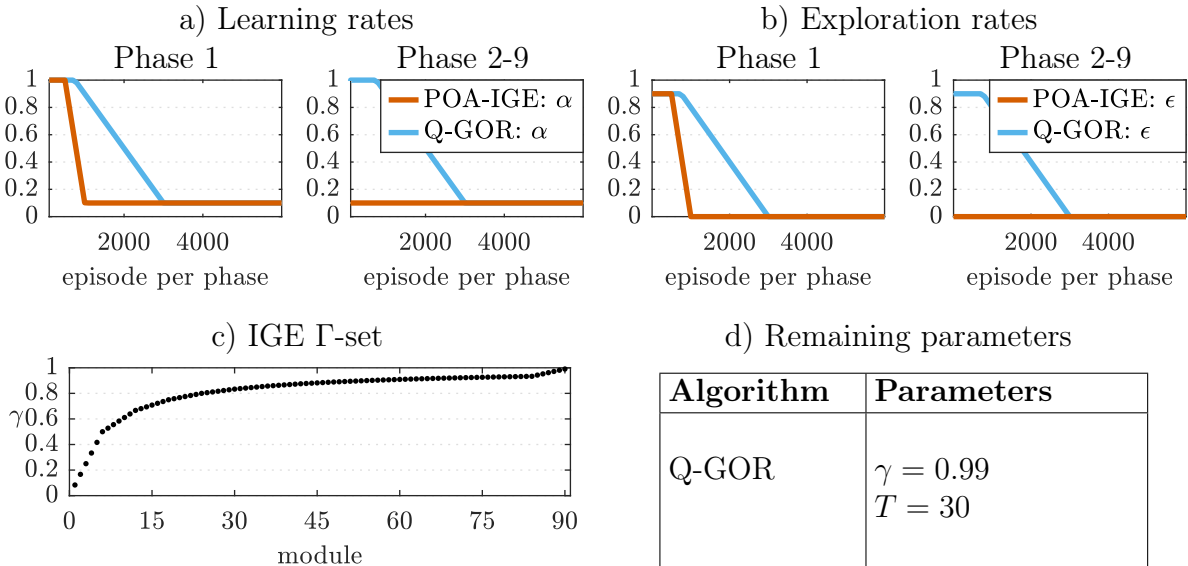 a) Learning rates
b) Exploration rates
Phase 1
Phase 2-9
Phase 1
Phase 2-9
1
0.8
0.6
0.4
0.2
0
2000 4000
episode per phase
1
0.8
0.6
0.4
0.2
0
POA-IGE: α
Q-GOR: α
2000 4000
episode per phase
1
0.8
0.6
0.4
0.2
0
2000 4000
episode per phase
1
0.8
0.6
0.4
0.2
0
POA-IGE: ϵ
Q-GOR: ϵ
2000 4000
episode per phase
c) IGE Γ-set
1
0.8
0.6
γ
0.4
0.2
0
0 15 30 45 60 75 90
module
d) Remaining parameters
Algorithm Parameters
Q-GOR γ = 0.99
T = 30